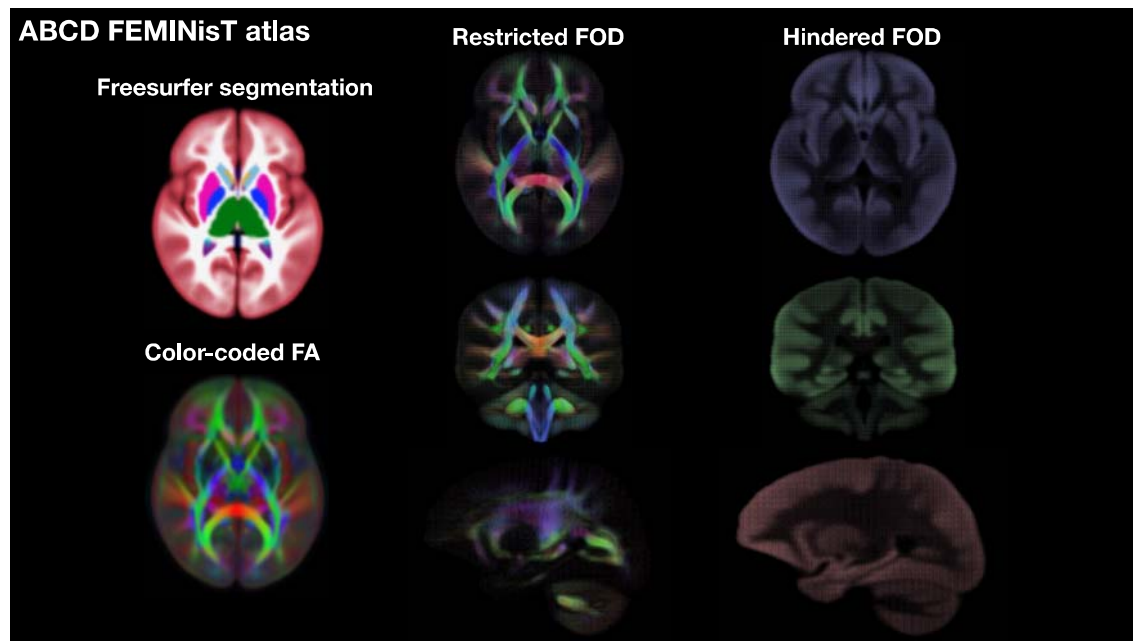 ABCD FEMINisT atlas
Freesurfer segmentation
Color-coded FA
Restricted FOD
Hindered FOD